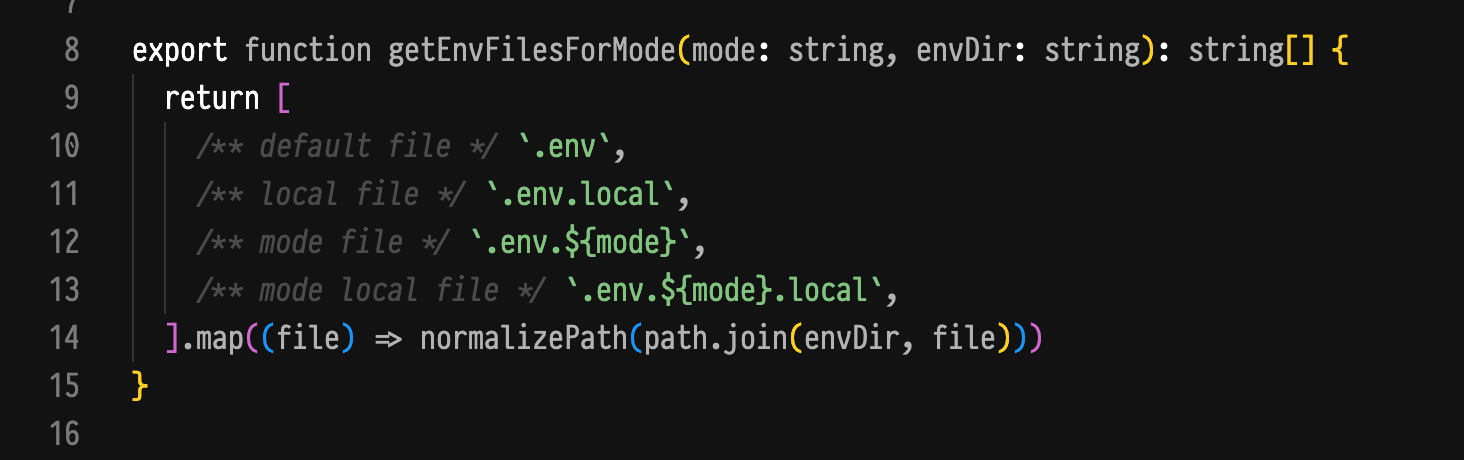 7
8 export function getEnvFilesForMode(mode: string, envDir: string): string[] {
9 return [
10 /** default file */ `.env`,
11 /** local file */ `.env.local`,
12 /** mode file */ `.env.${mode}`,
13 /** mode local file */ `.env.${mode}.local`,
14 ].map((file) => normalizePath(path.join(envDir, file)))
15 }
16